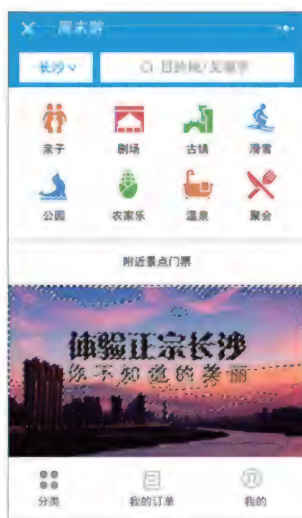 周末游
长沙
目的地/关键字
亲子 剧场 古镇 滑雪
公园 农家乐 温泉 聚会
附近景点门票
体验正宗长沙
你不知道的美丽
分类 我的订单 我的